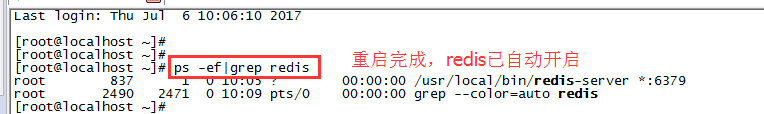 Last login: Thu Jul  6 10:06:10 2017
[root@localhost ~]#
[root@localhost ~]#
[root@localhost ~]# ps -ef|grep redis 重启完成，redis已自动开启
root       837     1  0 10:05 ?        00:00:00 /usr/local/bin/redis-server *:6379
root      2490  2471  0 10:09 pts/0    00:00:00 grep --color=auto redis
[root@localhost ~]#